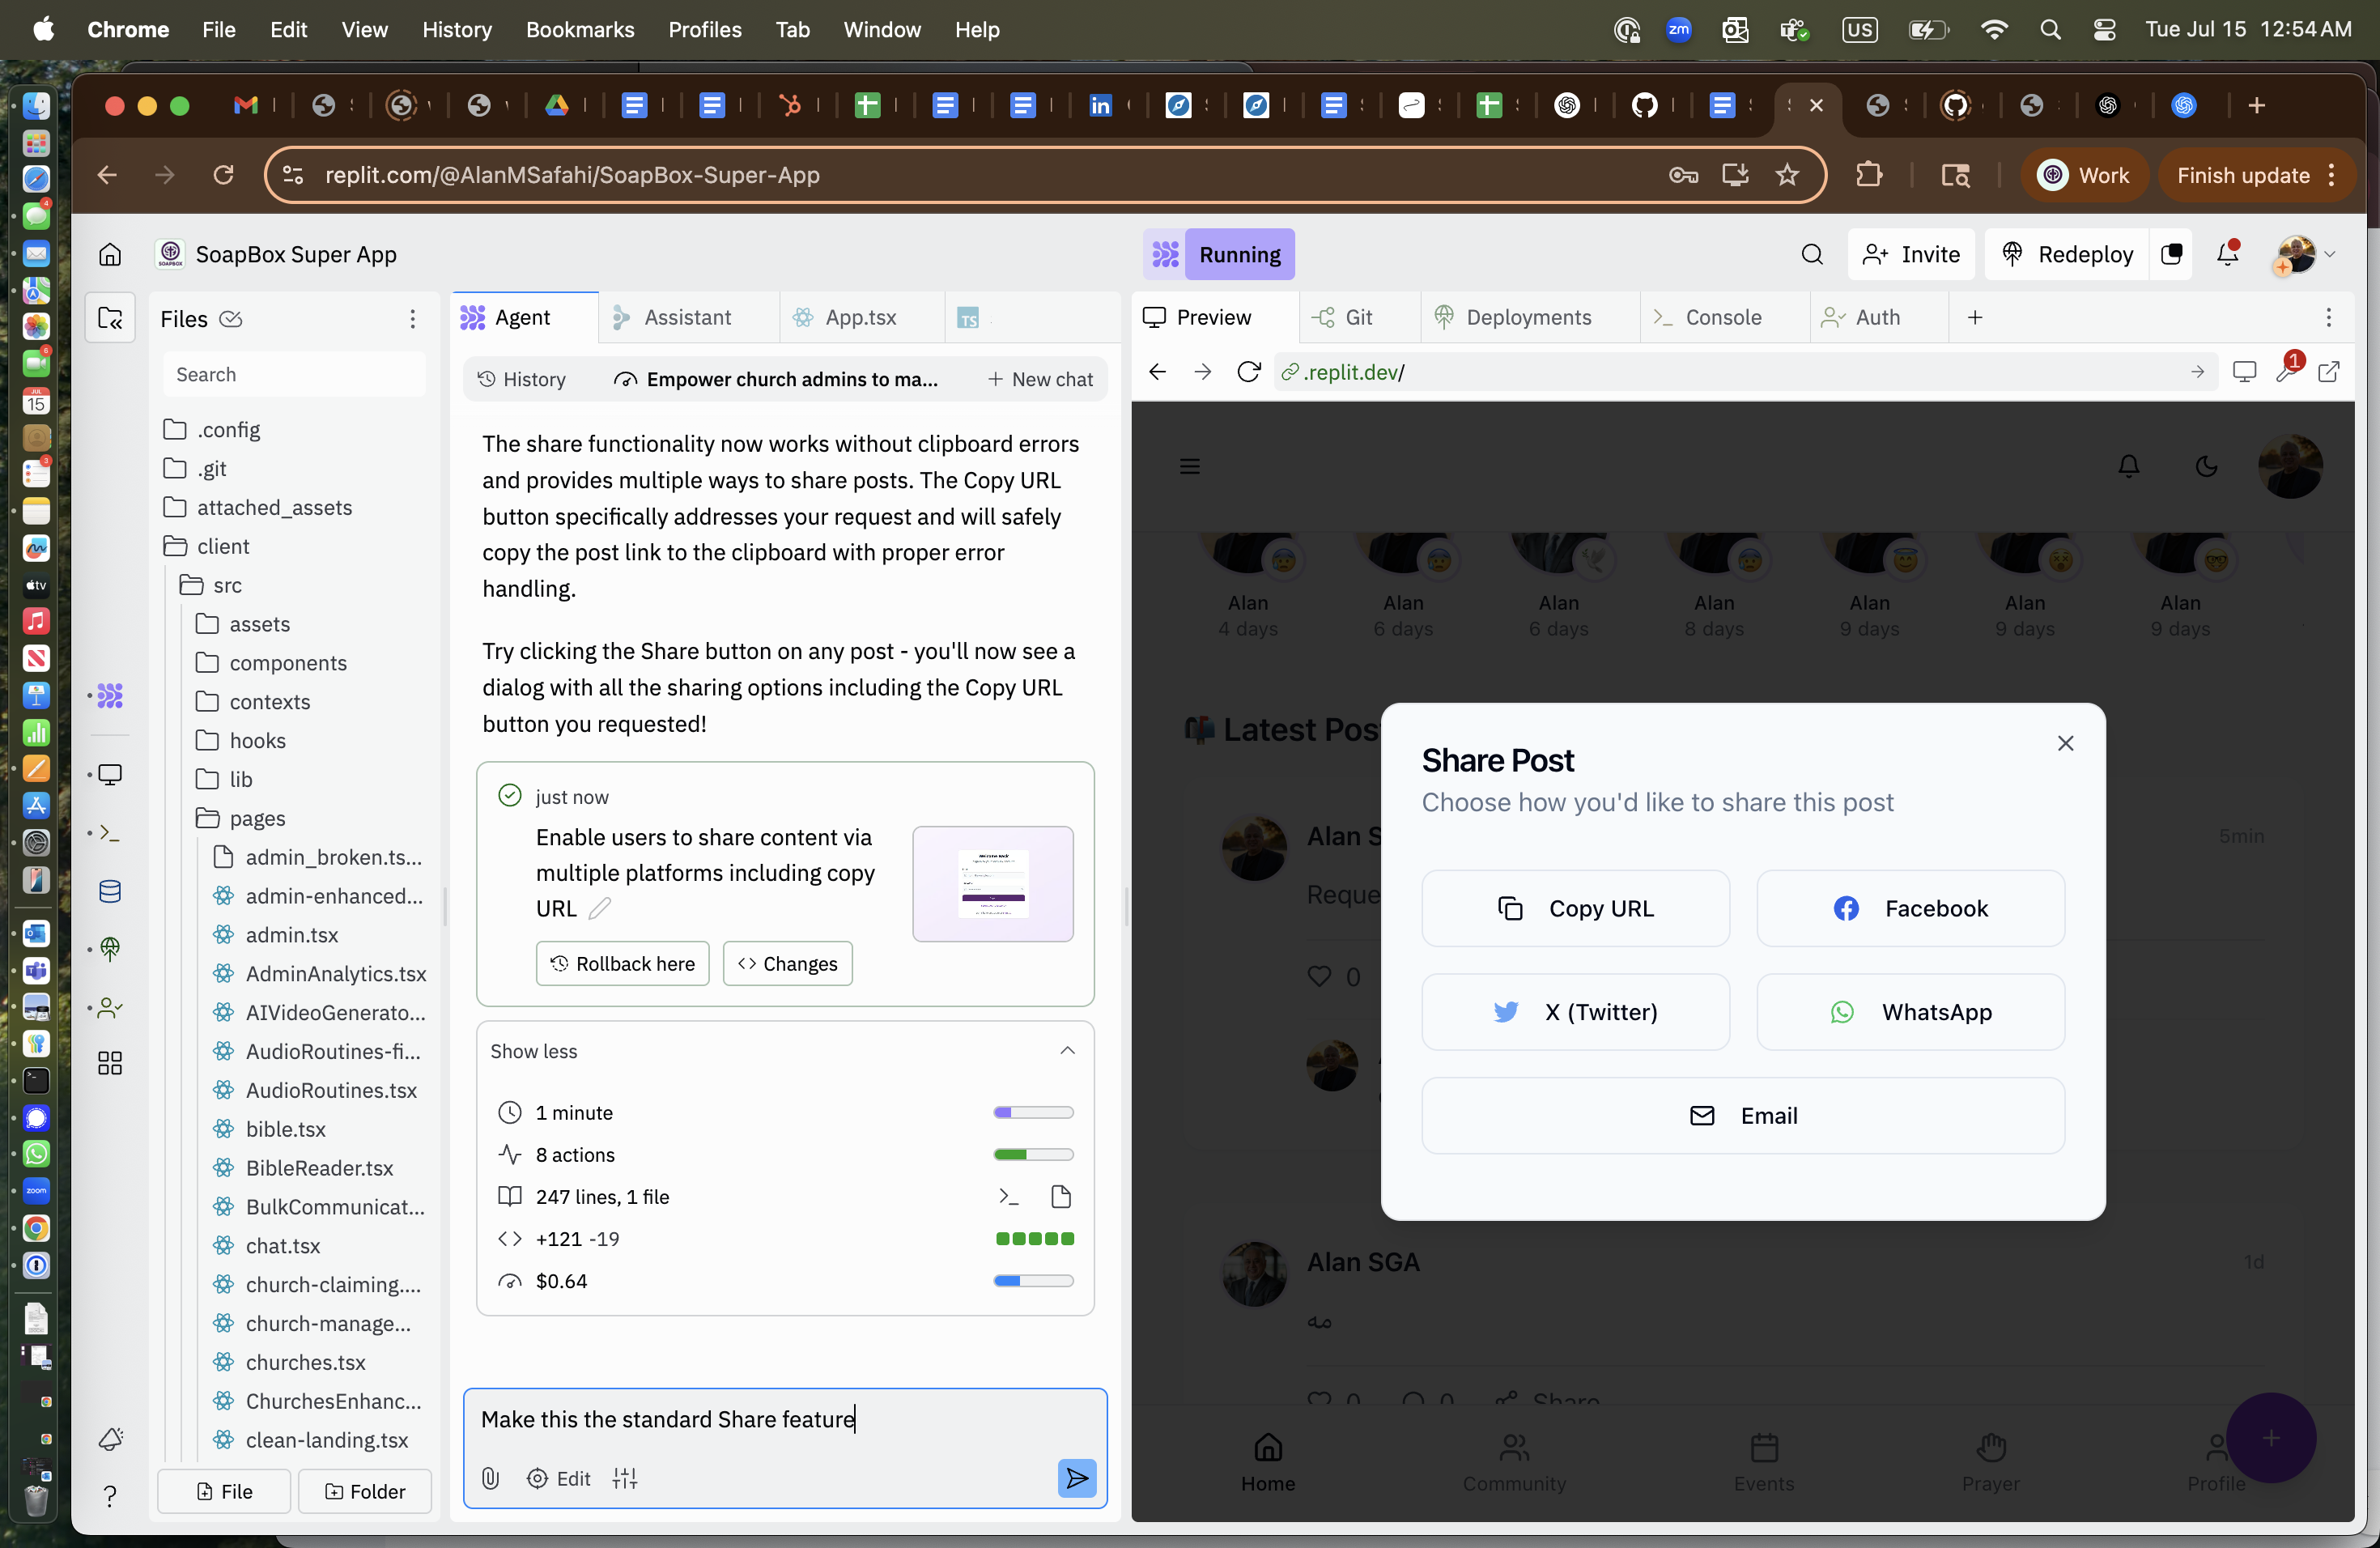 Chrome File Edit View History Bookmarks Profiles Tab Window Help
zm
US
Tue Jul 15 12:54 AM
replit.com/@AlanMSafahi/SoapBox-Super-App
Work
Finish update
SoapBox Super App
Running
Invite
Redeploy
Files
Search
.config
.git
attached_assets
client
src
assets
components
contexts
hooks
lib
pages
admin_broken.ts...
admin-enhanced...
admin.tsx
AdminAnalytics.tsx
AIVideoGenerato...
AudioRoutines-fi...
AudioRoutines.tsx
bible.tsx
BibleReader.tsx
BulkCommunicat...
chat.tsx
church-claiming....
church-manage...
churches.tsx
ChurchesEnhanc...
clean-landing.tsx
File
Folder
Agent
Assistant
App.tsx
TS
History
Empower church admins to ma...
New chat
The share functionality now works without clipboard errors
and provides multiple ways to share posts. The Copy URL
button specifically addresses your request and will safely
copy the post link to the clipboard with proper error
handling.
Try clicking the Share button on any post - you'll now see a
dialog with all the sharing options including the Copy URL
button you requested!
just now
Enable users to share content via
multiple platforms including copy
URL
Rollback here
Changes
Show less
1 minute
8 actions
247 lines, 1 file
+121 -19
$0.64
Make this the standard Share feature
Edit
Preview
Git
Deployments
Console
Auth
.replit.dev/
1
Alan
4 days
Alan
6 days
Alan
6 days
Alan
8 days
Alan
9 days
Alan
9 days
Alan
9 days
Latest Pos
Alan S
5min
Reque
0
Share Post
Choose how you'd like to share this post
Copy URL
Facebook
X (Twitter)
WhatsApp
Email
Alan SGA
1d
مه
0
0
Share
Home
Community
Events
Prayer
Profile